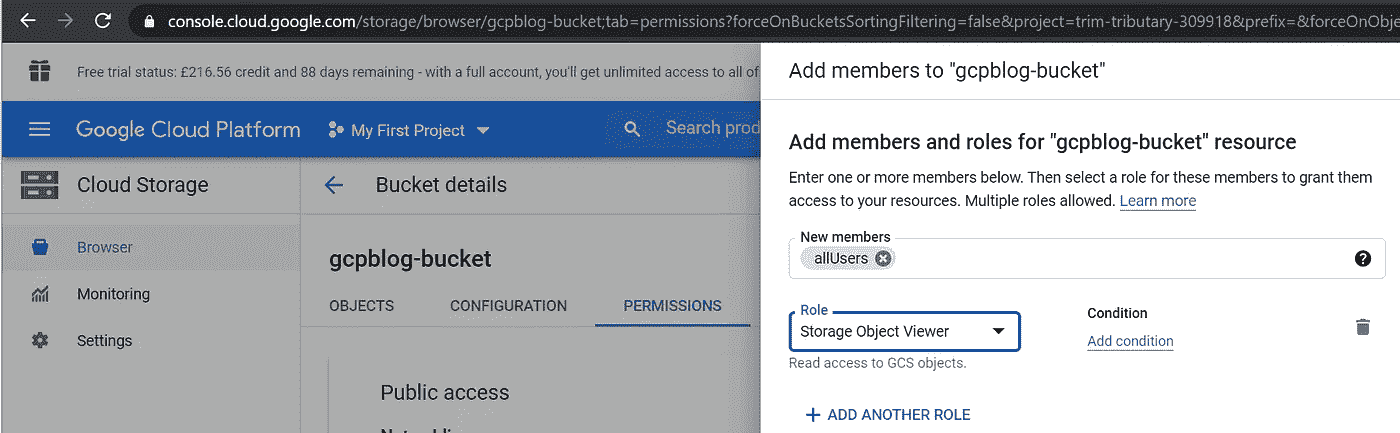 console.cloud.google.com/storage/browser/gcpblog-bucket;tab=permissions?forceOnBucketsSortingFiltering=false&project=trim-tributary-309918&prefix=&forceOnObje
Free trial status: £216.56 credit and 88 days remaining - with a full account, you'll get unlimited access to all of
Google Cloud Platform
My First Project
Search prod
Cloud Storage
Browser
Monitoring
Settings
Bucket details
gcpblog-bucket
OBJECTS CONFIGURATION PERMISSIONS
Public access
Add members to "gcpblog-bucket"
Add members and roles for "gcpblog-bucket" resource
Enter one or more members below. Then select a role for these members to grant them
access to your resources. Multiple roles allowed. Learn more
New members
allUsers
Role
Storage Object Viewer
Read access to GCS objects.
Condition
Add condition
+ ADD ANOTHER ROLE